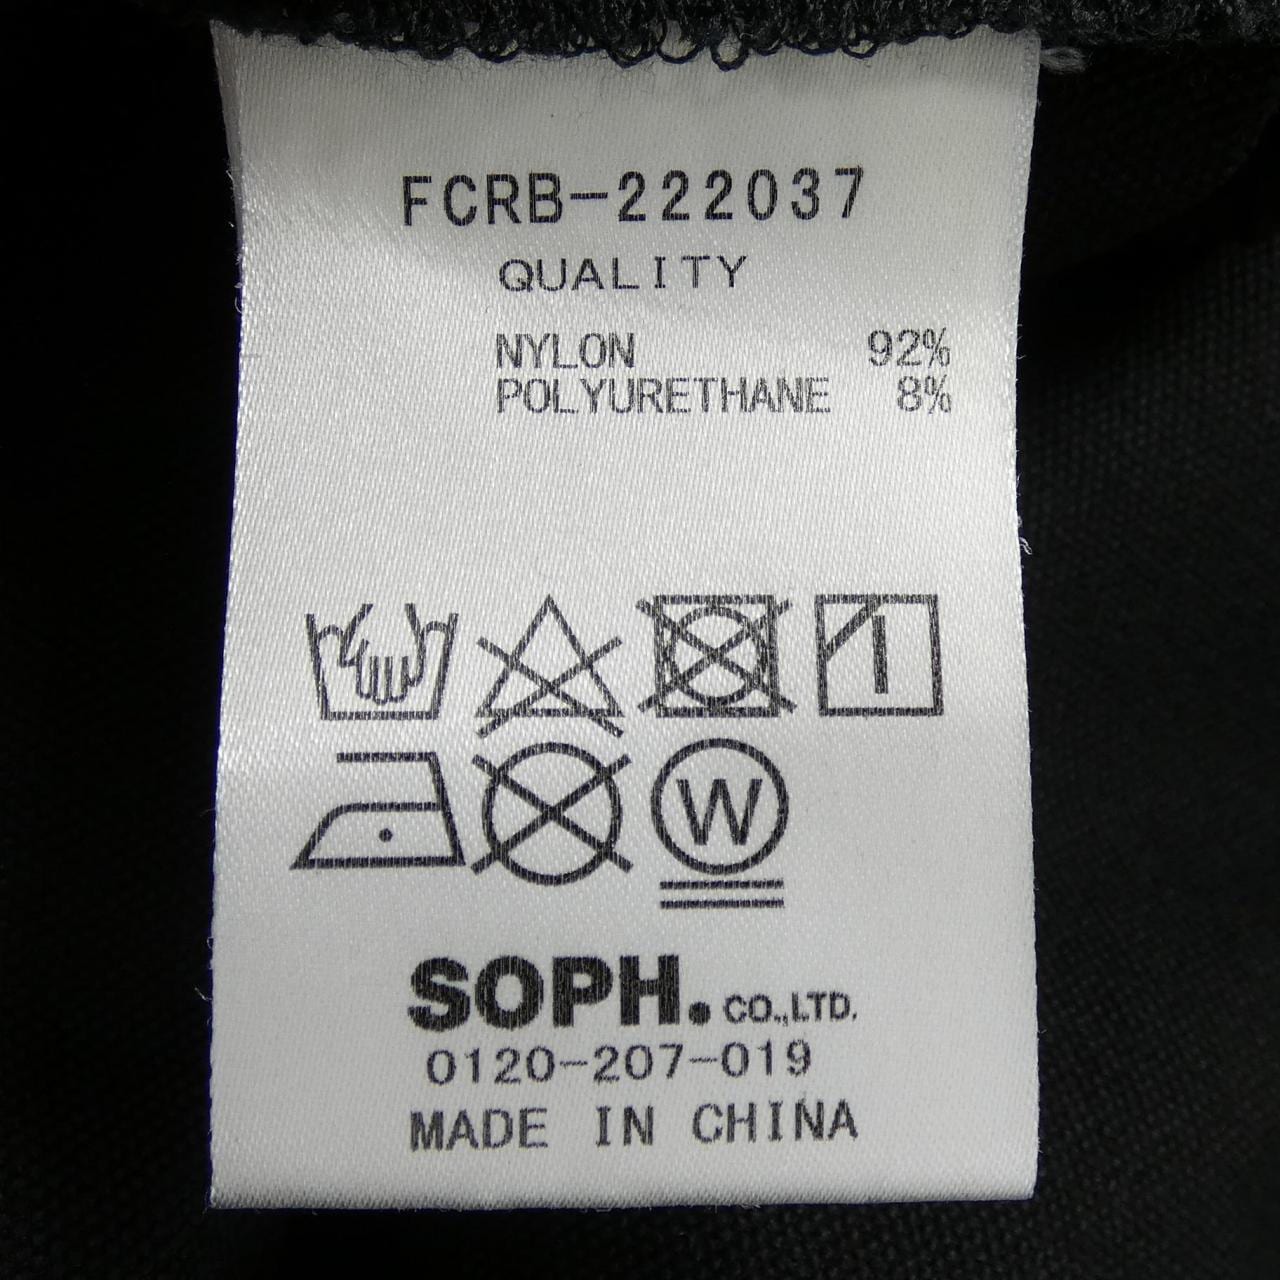 FCRB-222037
QUALITY
NYLON 92%
POLYURETHANE 8%
W
SOPH. CO.,LTD.
0120-207-019
MADE IN CHINA